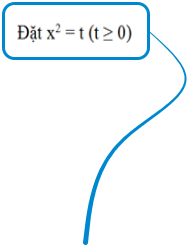 Đặt x² = t (t ≥ 0)